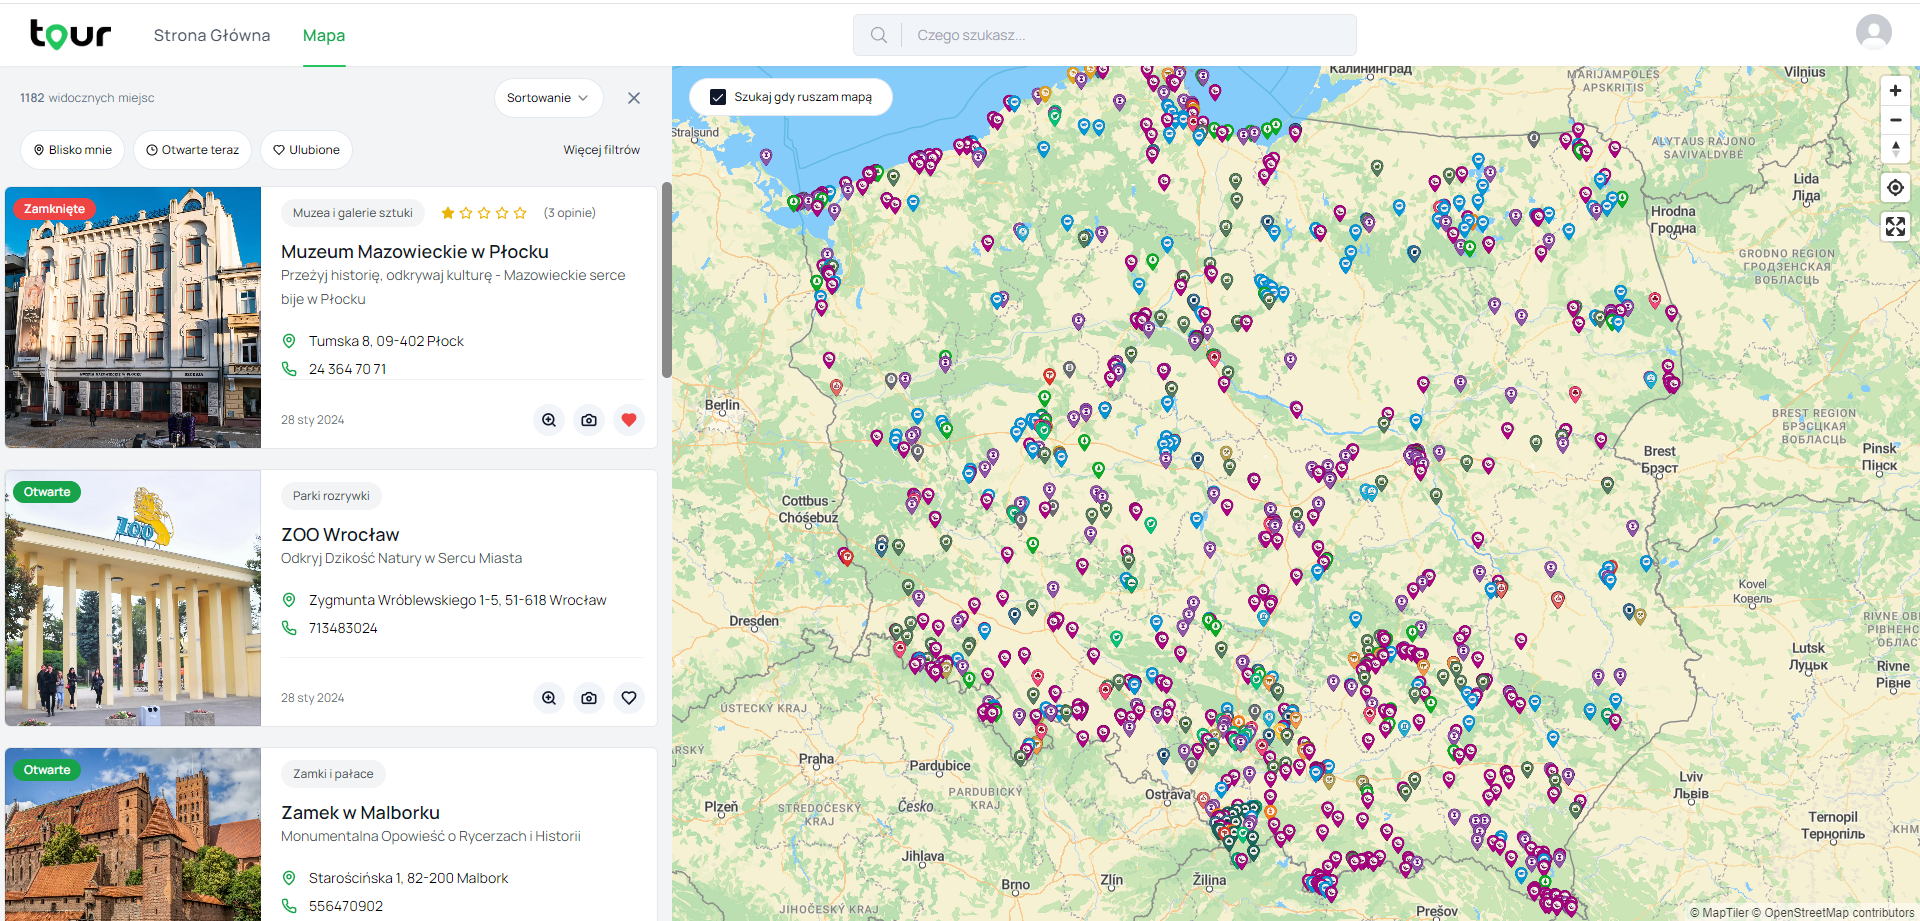 tour
Strona Główna
Mapa
Czego szukasz...
1182 widocznych miejsc
Sortowanie
Blisko mnie
Otwarte teraz
Ulubione
Więcej filtrów
Zamknięte
Muzea i galerie sztuki
(3 opinie)
Muzeum Mazowieckie w Płocku
Przeżyj historię, odkrywaj kulturę - Mazowieckie serce
bije w Płocku
Tumska 8, 09-402 Płock
24 364 70 71
28 sty 2024
Otwarte
ZOO
Parki rozrywki
ZOO Wrocław
Odkryj Dzikość Natury w Sercu Miasta
Zygmunta Wróblewskiego 1-5, 51-618 Wrocław
713483024
28 sty 2024
Otwarte
Zamki i pałace
Zamek w Malborku
Monumentalna Opowieść o Rycerzach i Historii
Starościńska 1, 82-200 Malbork
556470902
Szukaj gdy ruszam mapą
Stralsund
Калининград
MARIJAMPOLĖS
APSKRITIS
Vilnius
ALYTAUS RAJONO
SAVIVALDYBĖ
Lida
Ліда
Hrodna
Гродна
GRODNO REGION
ГРОДЗЕНСКАЯ
ВОБЛАСЦЬ
Berlin
BREST REGION
БРЭСЦКАЯ
ВОБЛАСЦЬ
Brest
Брэст
Pinsk
Пінск
Cottbus -
Chóśebuz
Kovel
Ковель
Dresden
RIVNE OB
РІВНЕНС
ОБЛАСТ
Lutsk
Луцьк
Rivne
Рівне
ÚSTECKÝ KRAJ
ARSKÝ
KRAJ
Praha
Pardubice
Plzeň
STŘEDOČESKÝ
KRAJ
Česko
PARDUBICKÝ
KRAJ
Ostrava
Lviv
Львів
Ternopil
Тернопіль
KHM
Jihlava
Brno
Zlín
Žilina
Prešov
JIHOČESKÝ KRAJ
© MapTiler © OpenStreetMap contributors